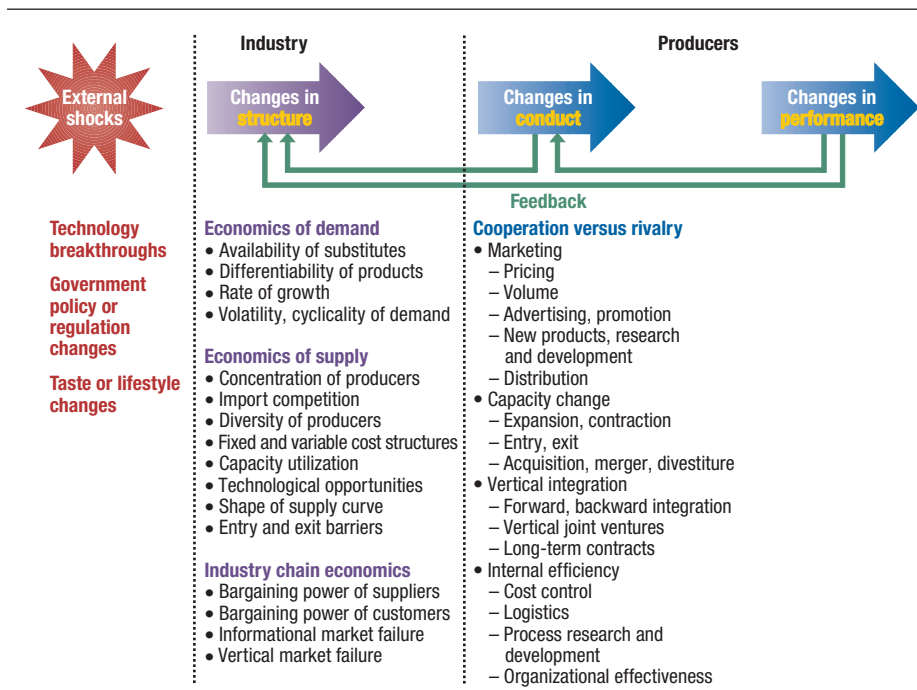 Industry
Producers
External
shocks
Changes in
structure
Changes in
conduct
Changes in
performance
Feedback
Technology
breakthroughs
Government
policy or
regulation
changes
Taste or lifestyle
changes
Economics of demand
• Availability of substitutes
• Differentiability of products
• Rate of growth
• Volatility, cyclicality of demand
Economics of supply
• Concentration of producers
• Import competition
• Diversity of producers
• Fixed and variable cost structures
• Capacity utilization
• Technological opportunities
• Shape of supply curve
• Entry and exit barriers
Industry chain economics
• Bargaining power of suppliers
• Bargaining power of customers
• Informational market failure
• Vertical market failure
Cooperation versus rivalry
• Marketing
– Pricing
– Volume
– Advertising, promotion
– New products, research
and development
– Distribution
• Capacity change
– Expansion, contraction
– Entry, exit
– Acquisition, merger, divestiture
• Vertical integration
– Forward, backward integration
– Vertical joint ventures
– Long-term contracts
• Internal efficiency
– Cost control
– Logistics
– Process research and
development
– Organizational effectiveness